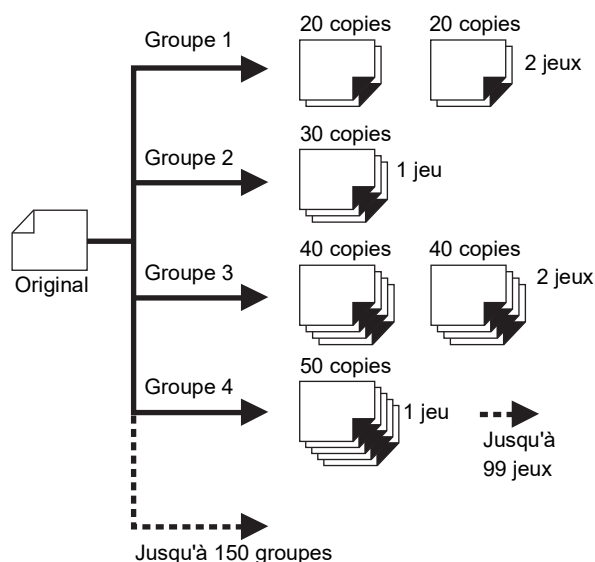 Groupe 1
20 copies
20 copies
2 jeux
Groupe 2
30 copies
1 jeu
Original
Groupe 3
40 copies
40 copies
2 jeux
Groupe 4
50 copies
1 jeu
Jusqu'à
99 jeux
Jusqu'à 150 groupes